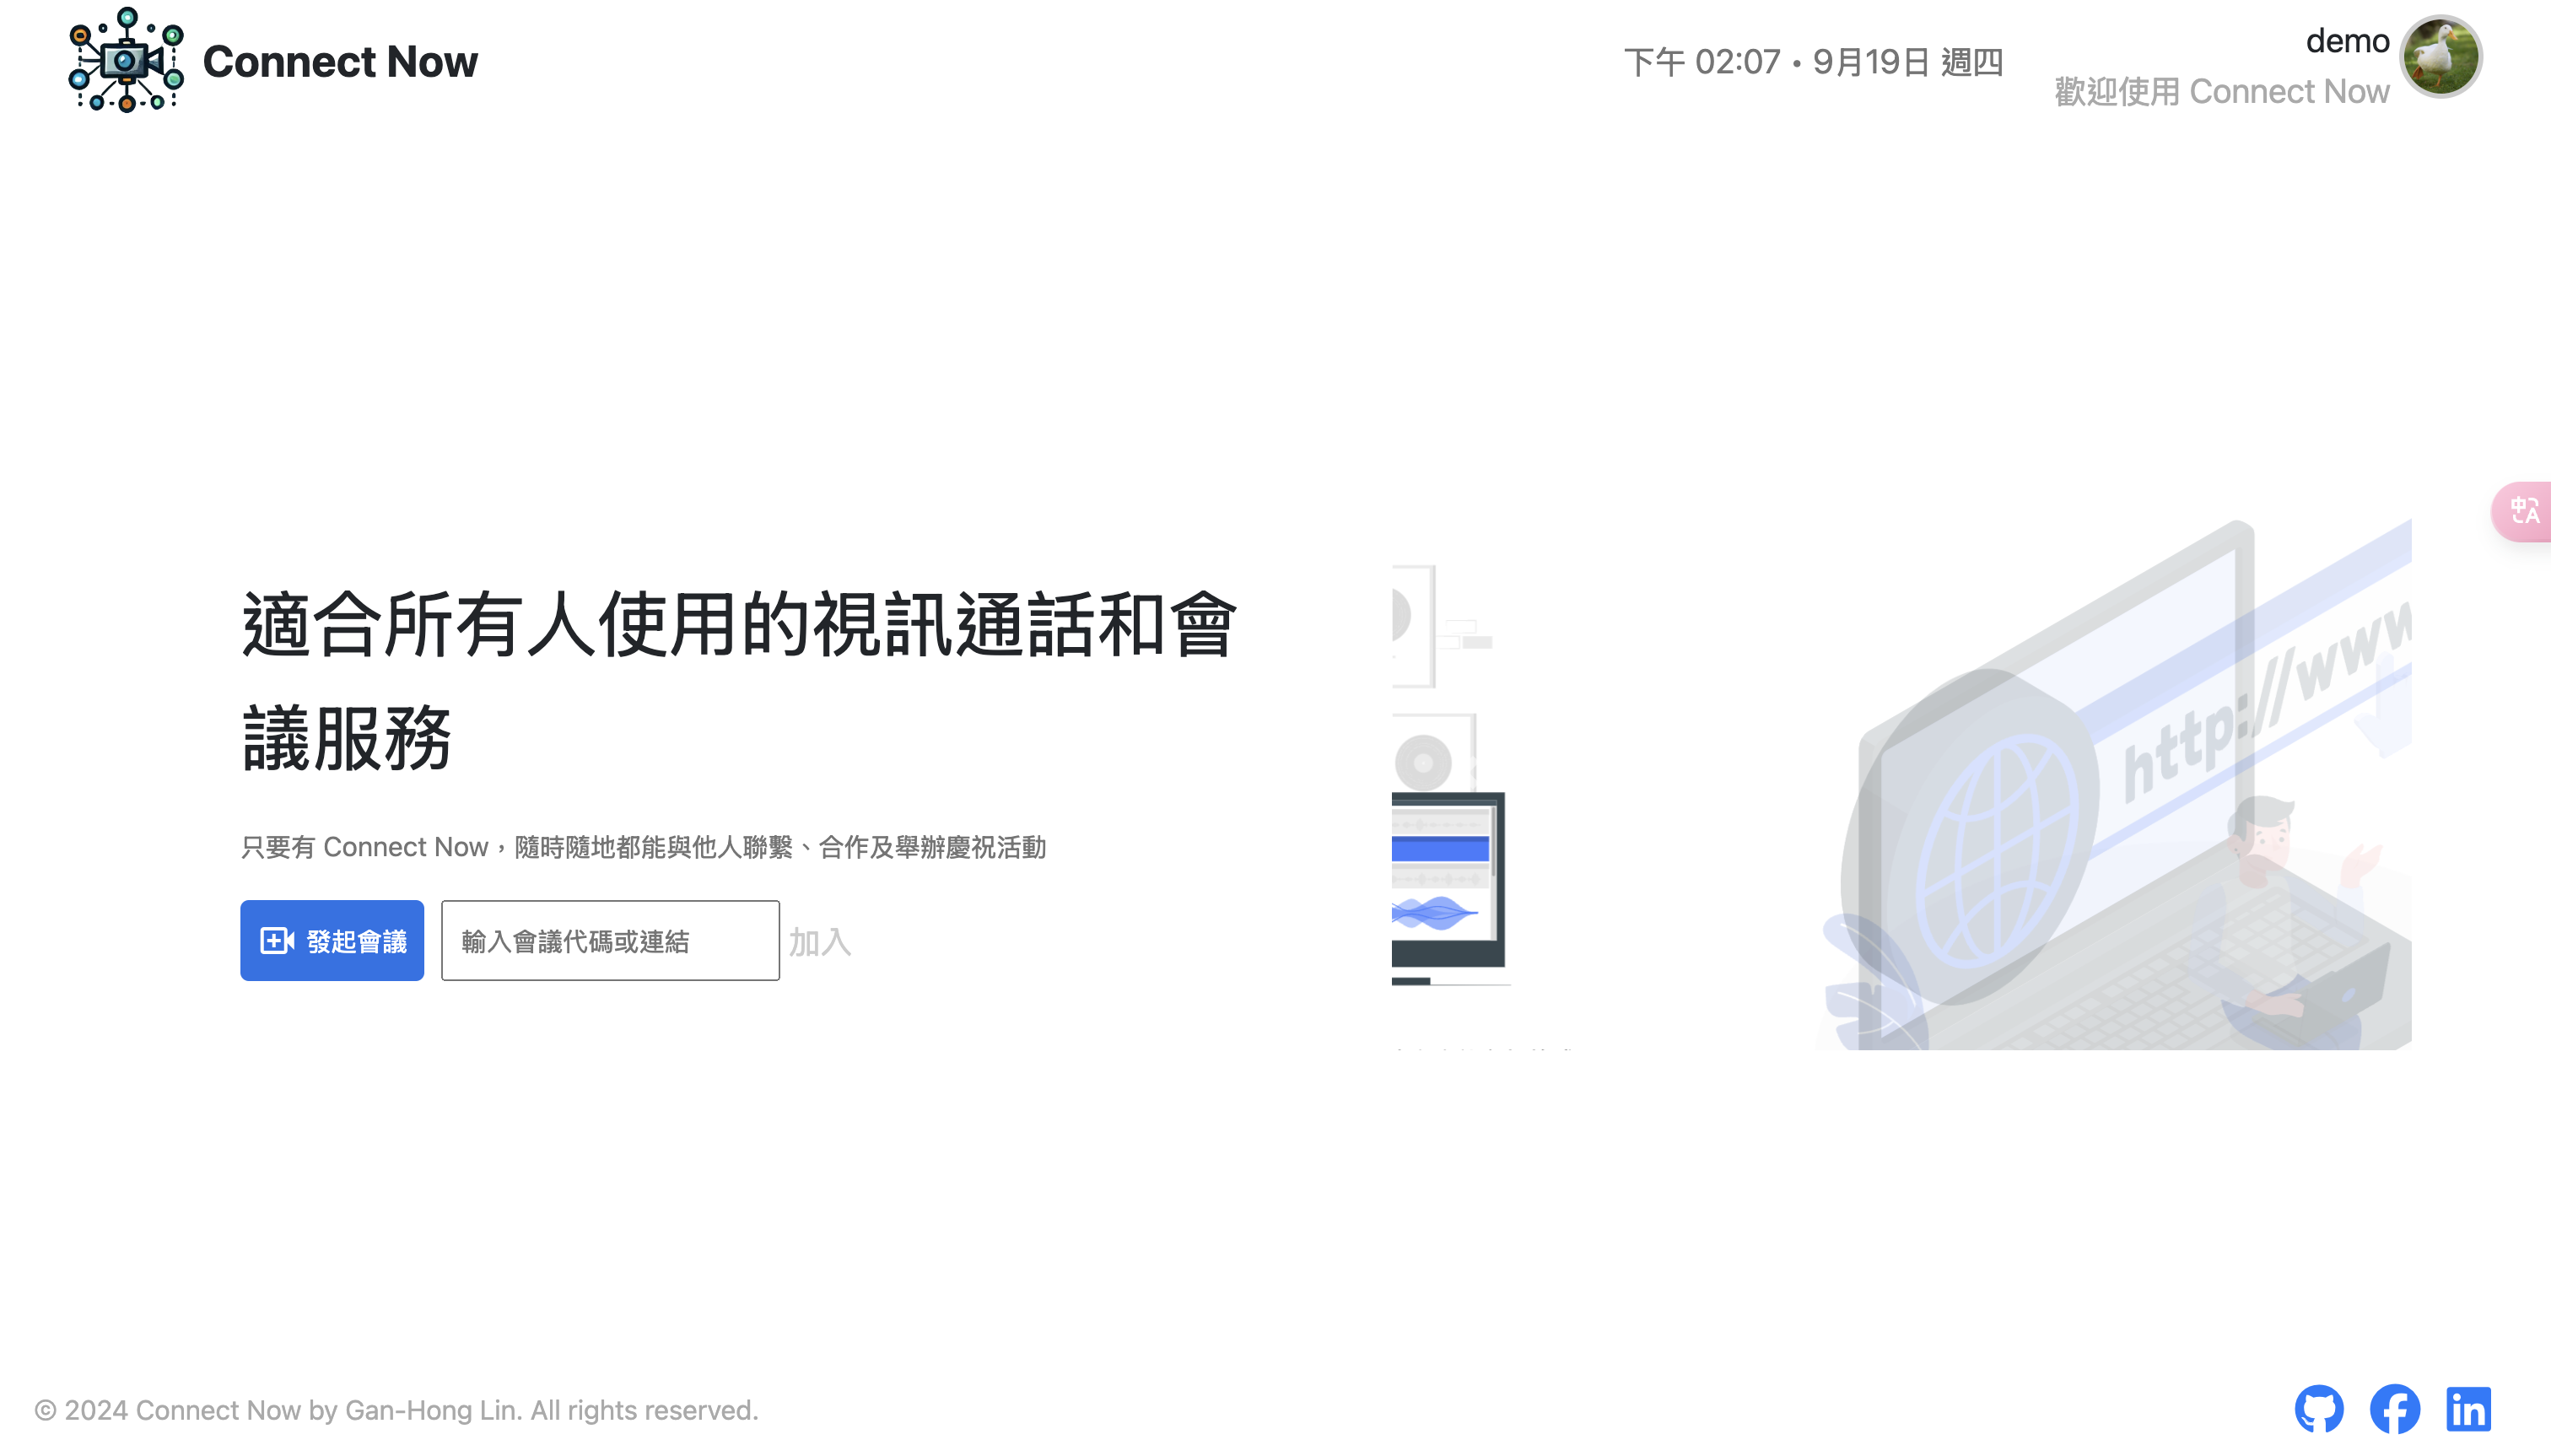 Connect Now
下午 02:07 • 9月19日 週四
demo
歡迎使用 Connect Now
適合所有人使用的視訊通話和會
議服務
只要有 Connect Now，隨時隨地都能與他人聯繫、合作及舉辦慶祝活動
發起會議
輸入會議代碼或連結
加入
http://www
© 2024 Connect Now by Gan-Hong Lin. All rights reserved.